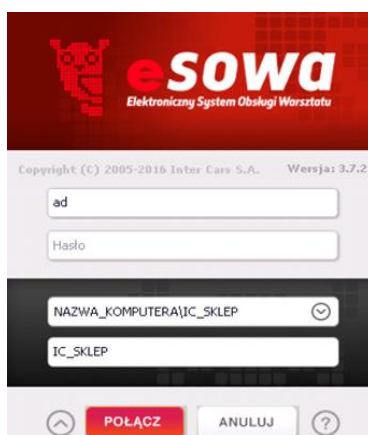 eSOWA
Elektroniczny System Obsługi Warsztatu
Copyright (C) 2005-2016 Inter Cars S.A. Wersja: 3.7.2
ad
Hasło
NAZWA_KOMPUTERA\IC_SKLEP
IC_SKLEP
POŁĄCZ ANULUJ ?